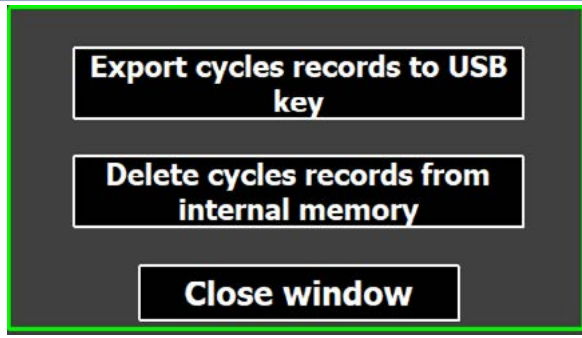 Export cycles records to USB
key
Delete cycles records from
internal memory
Close window